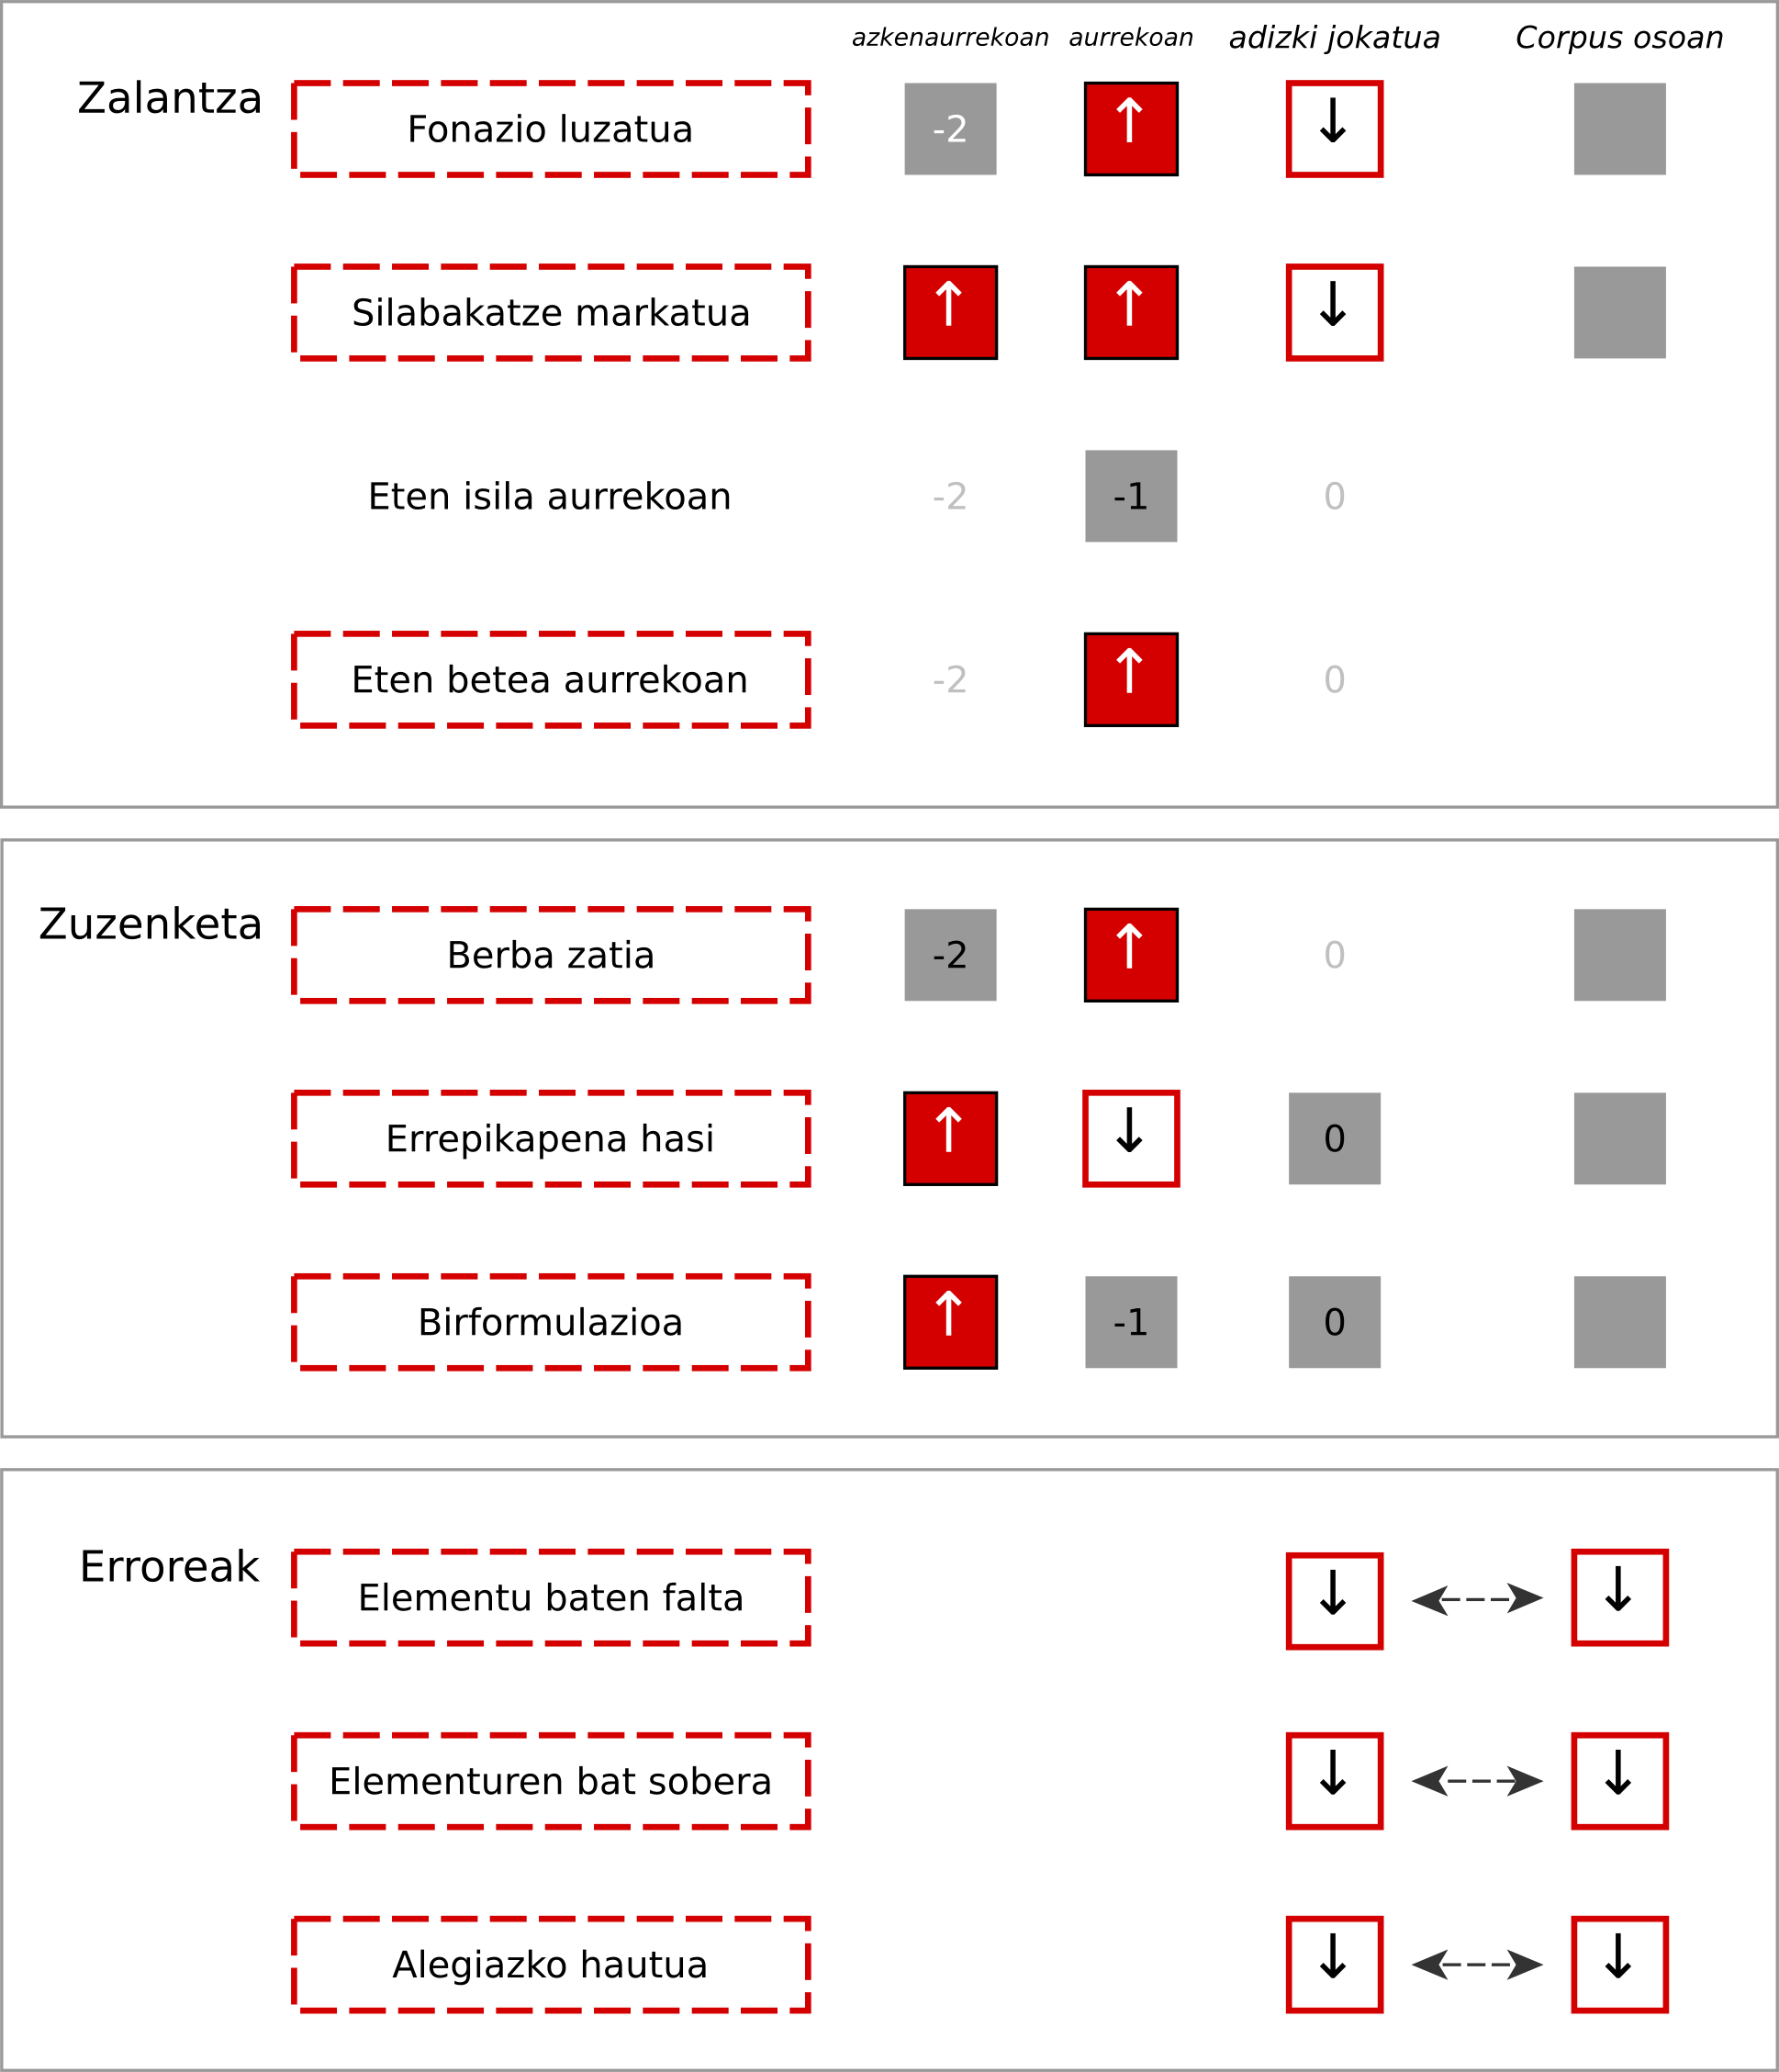 azkenaurrekoan aurrekoan adizki jokatua Corpus osoan
Zalantza
Fonazio luzatua -2 ↑ ↓
Silabakatze markatua ↑ ↑ ↓
Eten isila aurrekoan -2 -1 0
Eten betea aurrekoan -2 ↑ 0
Zuzenketa
Berba zatia -2 ↑ 0
Errepikapena hasi ↑ ↓ 0
Birformulazioa ↑ -1 0
Erroreak
Elementu baten falta ↓ ↓
Elementuren bat sobera ↓ ↓
Alegiazko hautua ↓ ↓